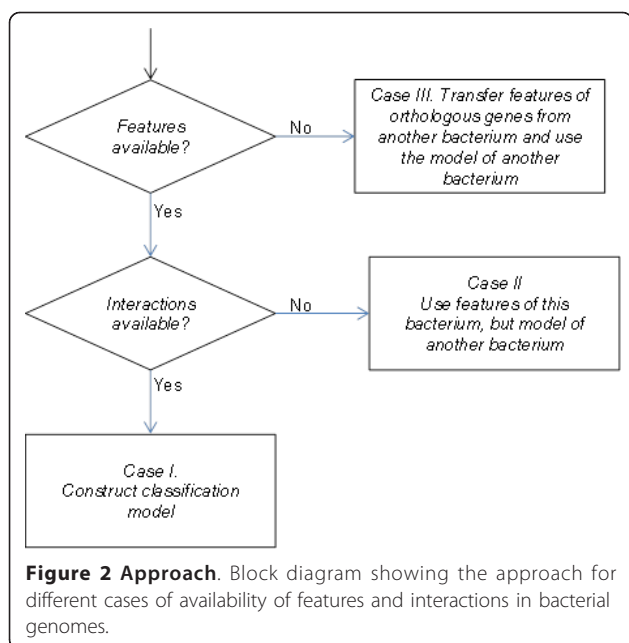 Features
available?
No
Case III. Transfer features of
orthologous genes from
another bacterium and use
the model of another
bacterium
Yes
Interactions
available?
No
Case II
Use features of this
bacterium, but model of
another bacterium
Yes
Case I.
Construct classification
model
Figure 2 Approach. Block diagram showing the approach for
different cases of availability of features and interactions in bacterial
genomes.